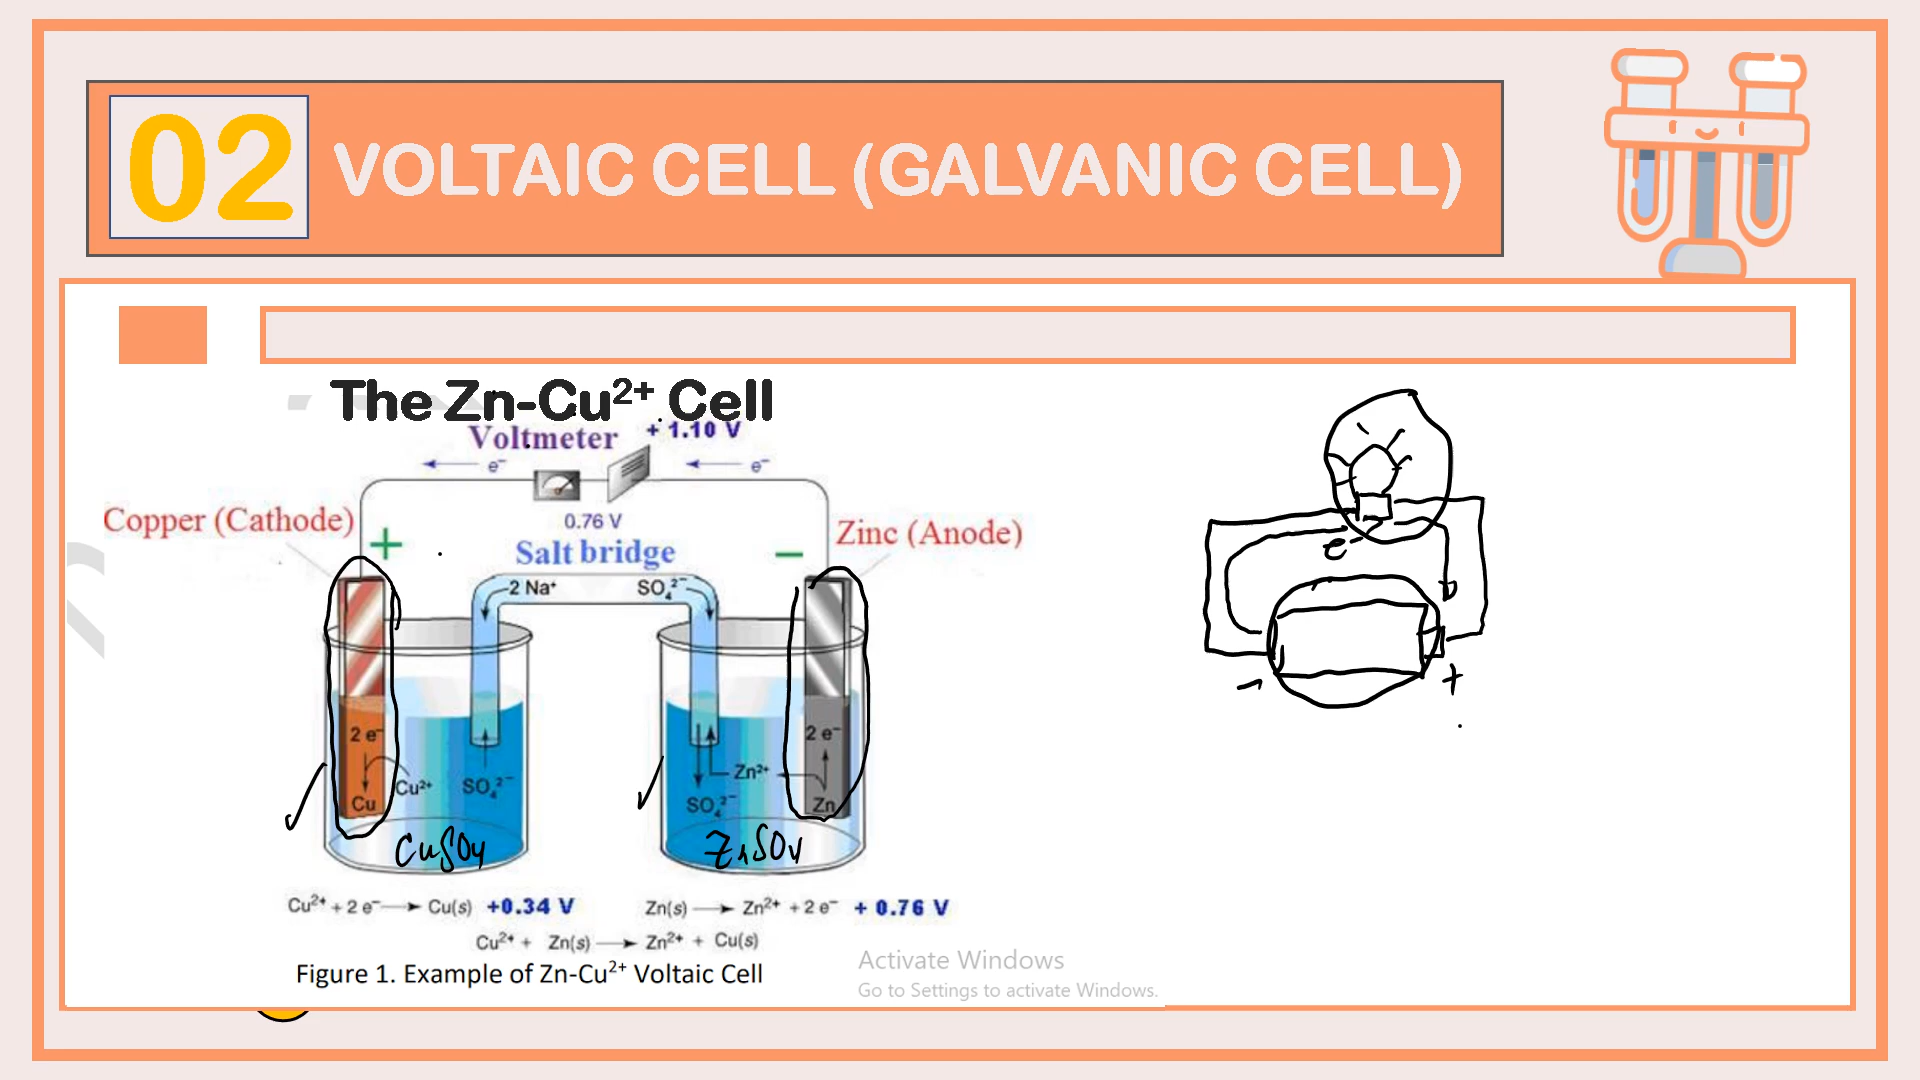 02 VOLTAIC CELL (GALVANIC CELL)
The Zn-Cu²⁺ Cell
Voltmeter + 1.10 V
e⁻ e⁻
Copper (Cathode) + 0.76 V − Zinc (Anode)
Salt bridge
2 Na⁺ SO₄²⁻
e⁻
− +
2 e⁻ 2 e⁻
Cu²⁺ SO₄²⁻ Zn²⁺
Cu SO₄²⁻ Zn
CuSO4 ZnSO4
Cu²⁺ + 2 e⁻ → Cu(s) +0.34 V Zn(s) → Zn²⁺ + 2 e⁻ + 0.76 V
Cu²⁺ + Zn(s) → Zn²⁺ + Cu(s)
Figure 1. Example of Zn-Cu²⁺ Voltaic Cell
Activate Windows
Go to Settings to activate Windows.